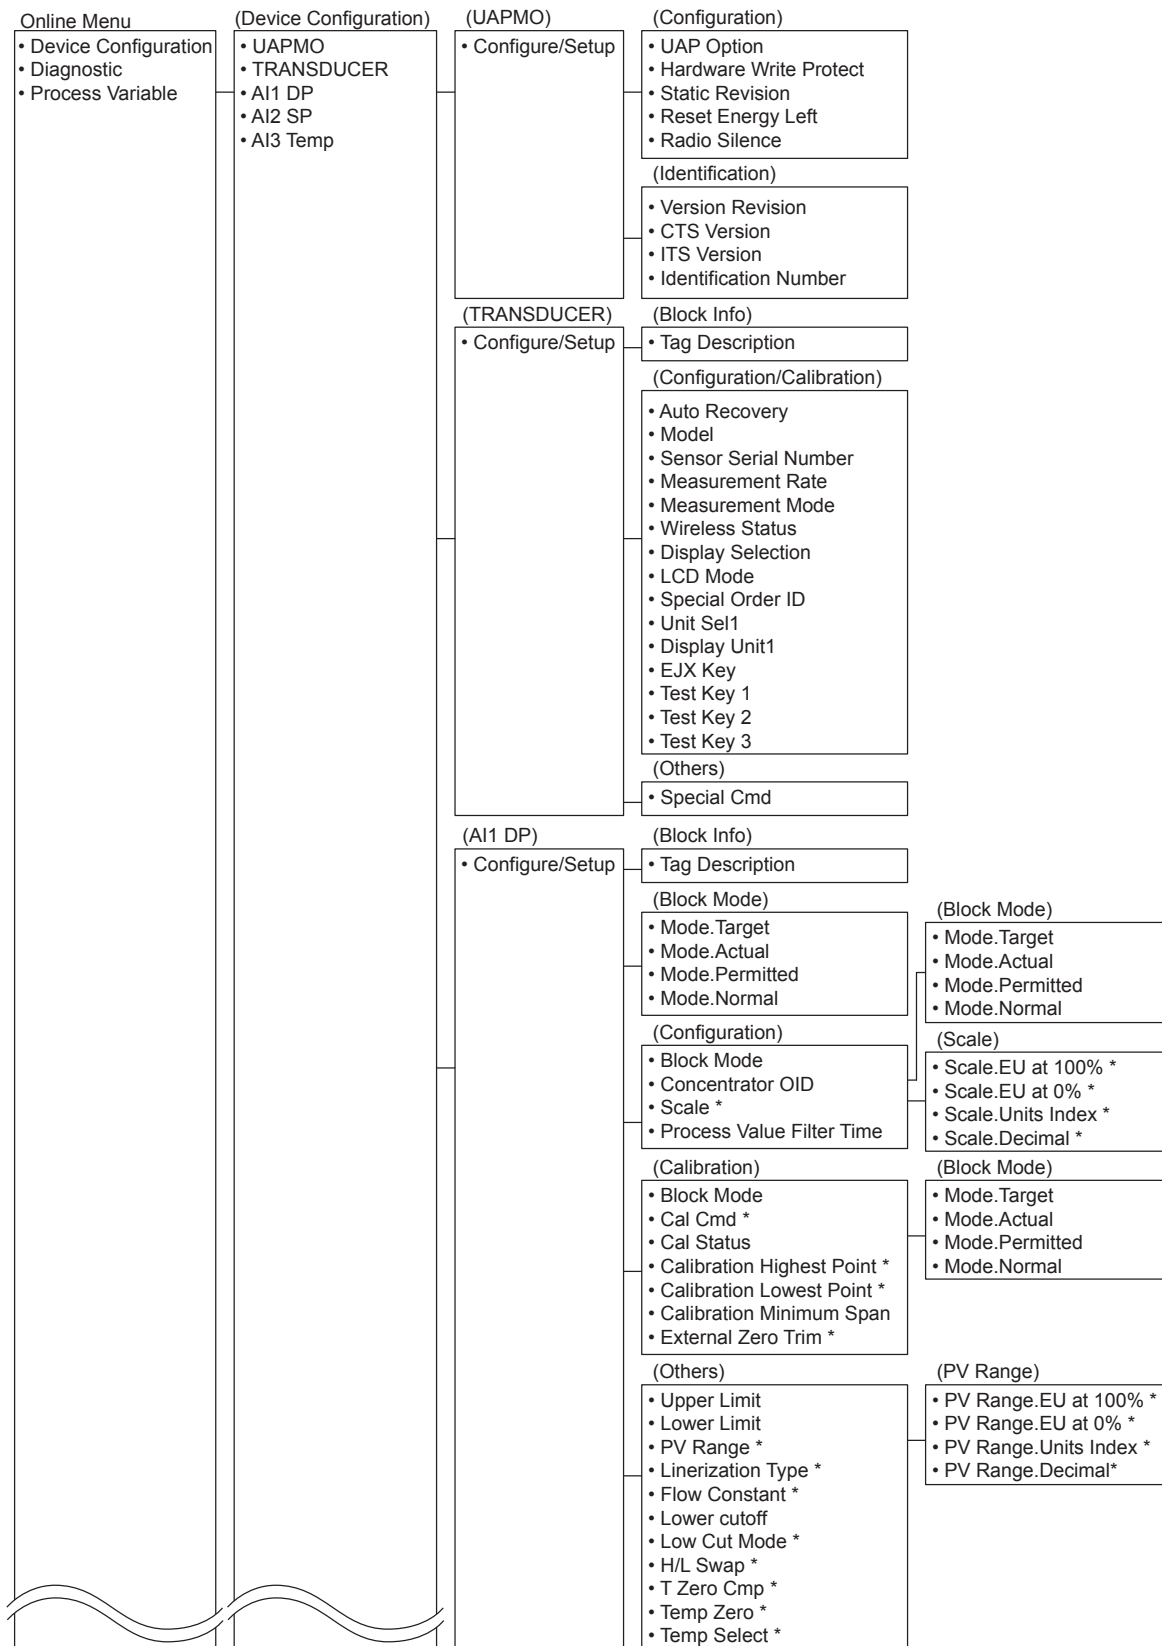 Online Menu
• Device Configuration
• Diagnostic
• Process Variable
(Device Configuration)
• UAPMO
• TRANSDUCER
• AI1 DP
• AI2 SP
• AI3 Temp
(UAPMO)
• Configure/Setup
(Configuration)
• UAP Option
• Hardware Write Protect
• Static Revision
• Reset Energy Left
• Radio Silence
(Identification)
• Version Revision
• CTS Version
• ITS Version
• Identification Number
(TRANSDUCER)
• Configure/Setup
(Block Info)
• Tag Description
(Configuration/Calibration)
• Auto Recovery
• Model
• Sensor Serial Number
• Measurement Rate
• Measurement Mode
• Wireless Status
• Display Selection
• LCD Mode
• Special Order ID
• Unit Sel1
• Display Unit1
• EJX Key
• Test Key 1
• Test Key 2
• Test Key 3
(Others)
• Special Cmd
(AI1 DP)
• Configure/Setup
(Block Info)
• Tag Description
(Block Mode)
• Mode.Target
• Mode.Actual
• Mode.Permitted
• Mode.Normal
(Configuration)
• Block Mode
• Concentrator OID
• Scale *
• Process Value Filter Time
(Block Mode)
• Mode.Target
• Mode.Actual
• Mode.Permitted
• Mode.Normal
(Scale)
• Scale.EU at 100% *
• Scale.EU at 0% *
• Scale.Units Index *
• Scale.Decimal *
(Calibration)
• Block Mode
• Cal Cmd *
• Cal Status
• Calibration Highest Point *
• Calibration Lowest Point *
• Calibration Minimum Span
• External Zero Trim *
(Block Mode)
• Mode.Target
• Mode.Actual
• Mode.Permitted
• Mode.Normal
(Others)
• Upper Limit
• Lower Limit
• PV Range *
• Linerization Type *
• Flow Constant *
• Lower cutoff
• Low Cut Mode *
• H/L Swap *
• T Zero Cmp *
• Temp Zero *
• Temp Select *
(PV Range)
• PV Range.EU at 100% *
• PV Range.EU at 0% *
• PV Range.Units Index *
• PV Range.Decimal*